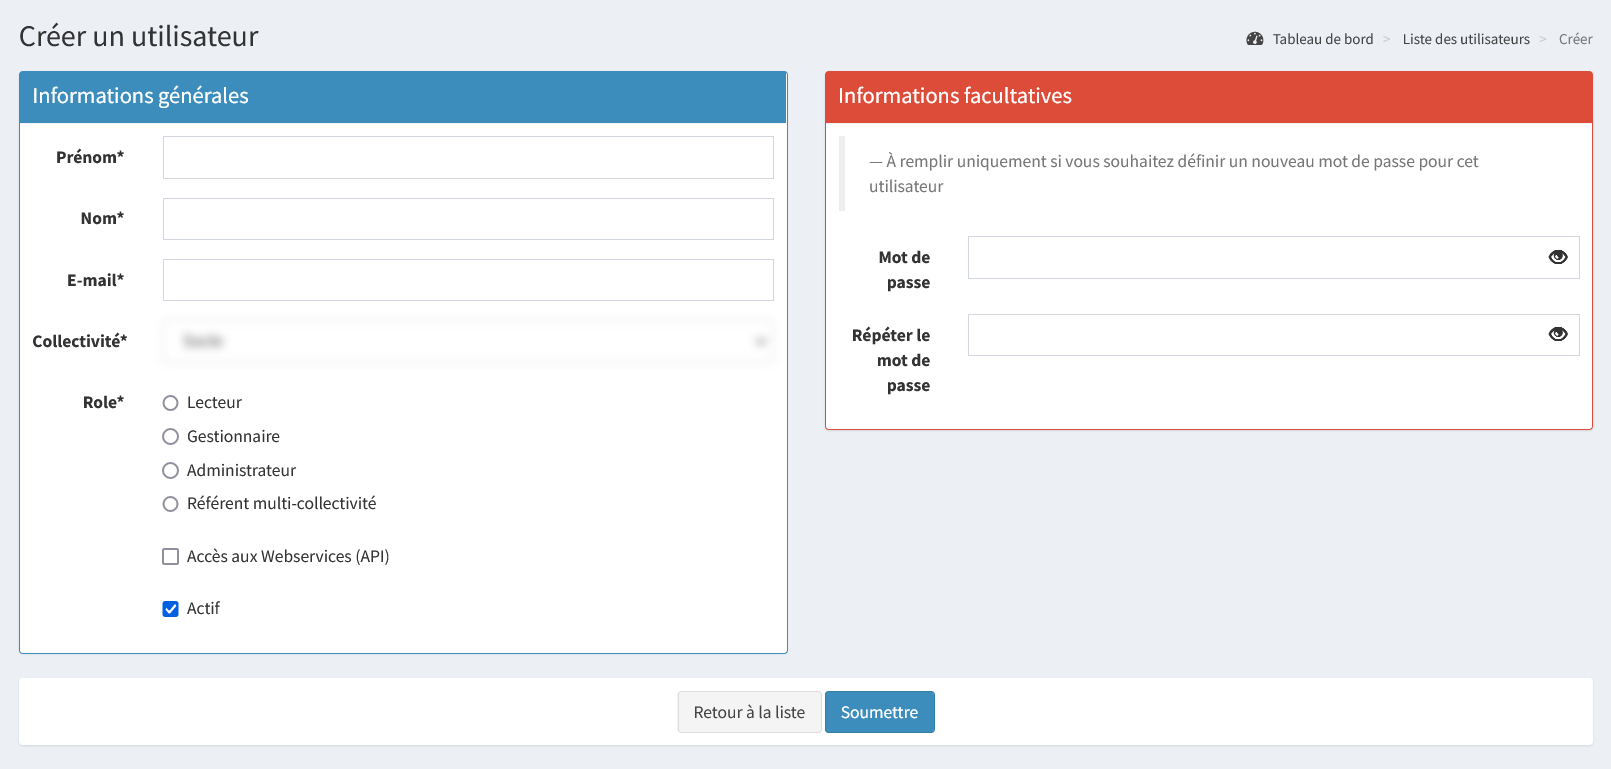 Créer un utilisateur
Tableau de bord > Liste des utilisateurs > Créer
Informations générales
Prénom*
Nom*
E-mail*
Collectivité*
Role*
Lecteur
Gestionnaire
Administrateur
Référent multi-collectivité
Accès aux Webservices (API)
Actif
Informations facultatives
— À remplir uniquement si vous souhaitez définir un nouveau mot de passe pour cet
utilisateur
Mot de
passe
Répéter le
mot de
passe
Retour à la liste
Soumettre